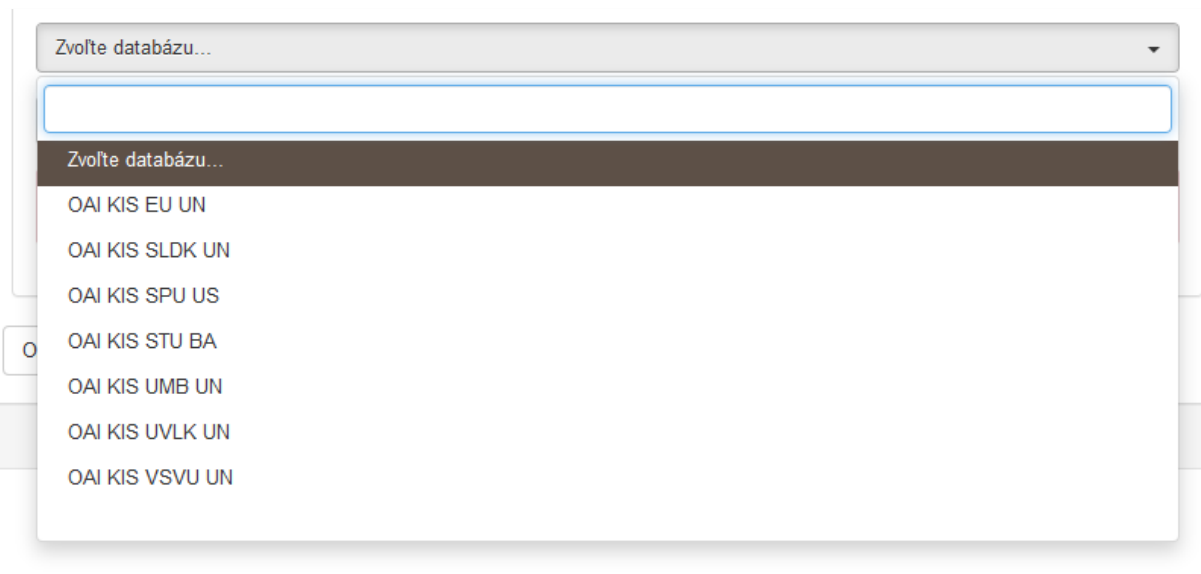 Zvoľte databázu...
Zvoľte databázu...
OAI KIS EU UN
OAI KIS SLDK UN
OAI KIS SPU US
OAI KIS STU BA
OAI KIS UMB UN
OAI KIS UVLK UN
OAI KIS VSVU UN